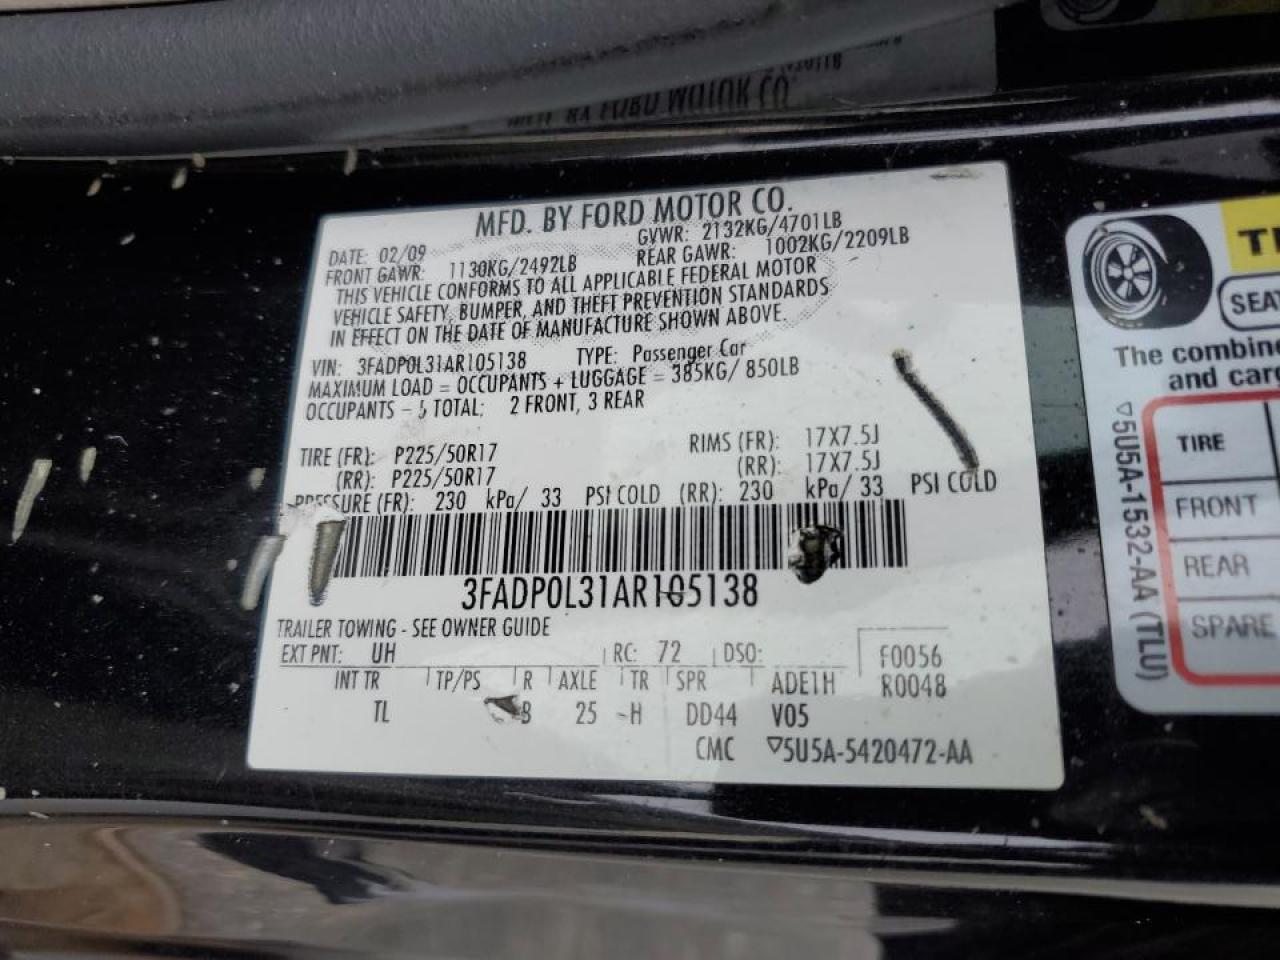 MFD. BY FORD MOTOR CO.
DATE: 02/09 GVWR: 2132KG/4701LB
FRONT GAWR: 1130KG/2492LB REAR GAWR: 1002KG/2209LB
THIS VEHICLE CONFORMS TO ALL APPLICABLE FEDERAL MOTOR
VEHICLE SAFETY, BUMPER, AND THEFT PREVENTION STANDARDS
IN EFFECT ON THE DATE OF MANUFACTURE SHOWN ABOVE.
VIN: 3FADP0L31AR105138 TYPE: Passenger Car
MAXIMUM LOAD = OCCUPANTS + LUGGAGE = 385KG/ 850LB
OCCUPANTS - 5 TOTAL: 2 FRONT, 3 REAR
TIRE (FR): P225/50R17 RIMS (FR): 17X7.5J
(RR): P225/50R17 (RR): 17X7.5J
PRESSURE (FR): 230 kPa/ 33 PSI COLD (RR): 230 kPa/ 33 PSI COLD
3FADP0L31AR105138
TRAILER TOWING - SEE OWNER GUIDE
EXT PNT: UH RC: 72 DSO: F0056
INT TR TP/PS R AXLE TR SPR ADE1H R0048
TL B 25 H DD44 V05
CMC ▽5U5A-5420472-AA
SEAT
The combine
and carg
TIRE
FRONT
REAR
SPARE
▽5U5A-1532-AA (TLU)